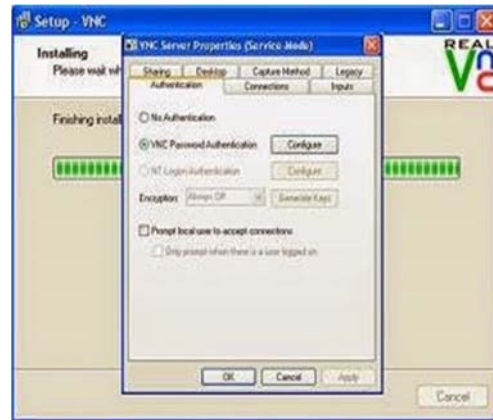 Setup - VNC
REAL
VNC
Installing
Please wait wh
Finishing instal
VNC Server Properties (Service-Mode)
Sharing Desktop Capture Method Legacy
Authentication Connections Inputs
No Authentication
VNC Password Authentication Configure
NT Logon Authentication Configure
Encryption: Always Off Generate Keys
Prompt local user to accept connections
Only prompt when there is a user logged on
OK Cancel Apply
Cancel